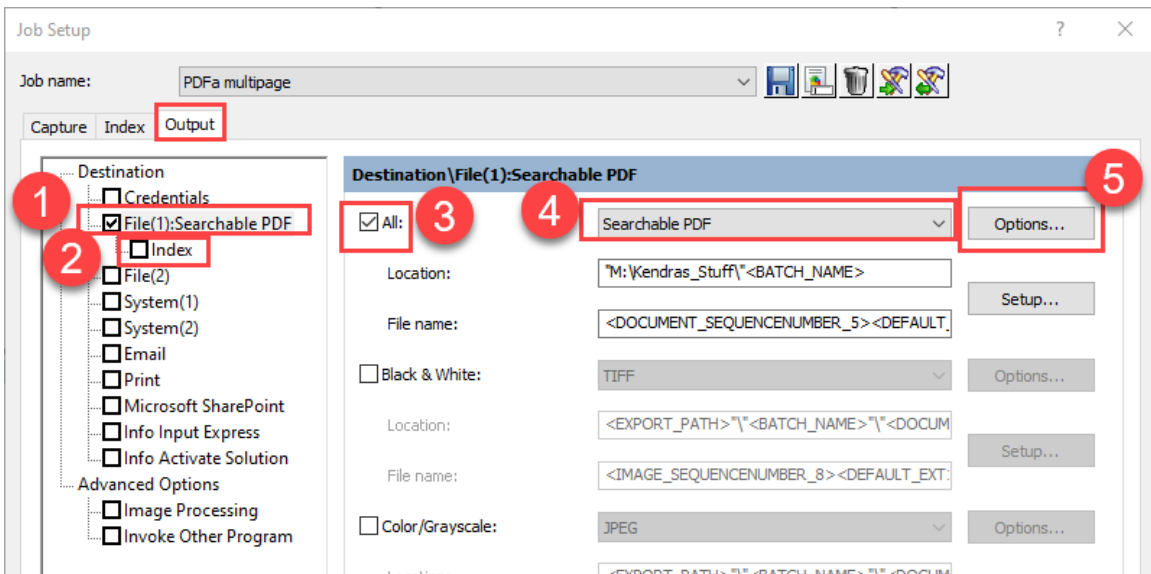 Job Setup
?
Job name:
PDFa multipage
Capture
Index
Output
Destination
Credentials
1
File(1):Searchable PDF
2
Index
File(2)
System(1)
System(2)
Email
Print
Microsoft SharePoint
Info Input Express
Info Activate Solution
Advanced Options
Image Processing
Invoke Other Program
Destination\File(1):Searchable PDF
All:
3
4
Searchable PDF
5
Options...
Location:
"M:\Kendras_Stuff\"<BATCH_NAME>
Setup...
File name:
<DOCUMENT_SEQUENCENUMBER_5><DEFAULT_
Black & White:
TIFF
Options...
Location:
<EXPORT_PATH>"\"<BATCH_NAME>"\"<DOCUM
Setup...
File name:
<IMAGE_SEQUENCENUMBER_8><DEFAULT_EXT
Color/Grayscale:
JPEG
Options...
<EXPORT_PATH>"\"<BATCH_NAME>"\"<DOCUM